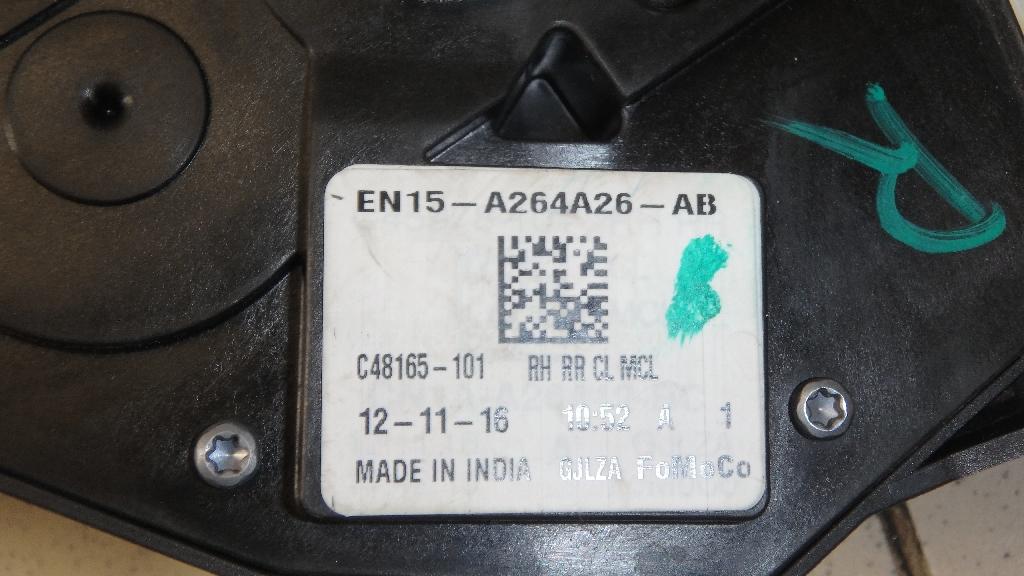 EN15-A264A26-AB
C48165-101 RH RR CL MCL
12-11-16 10:52 A 1
MADE IN INDIA GJLZA FoMoCo
R